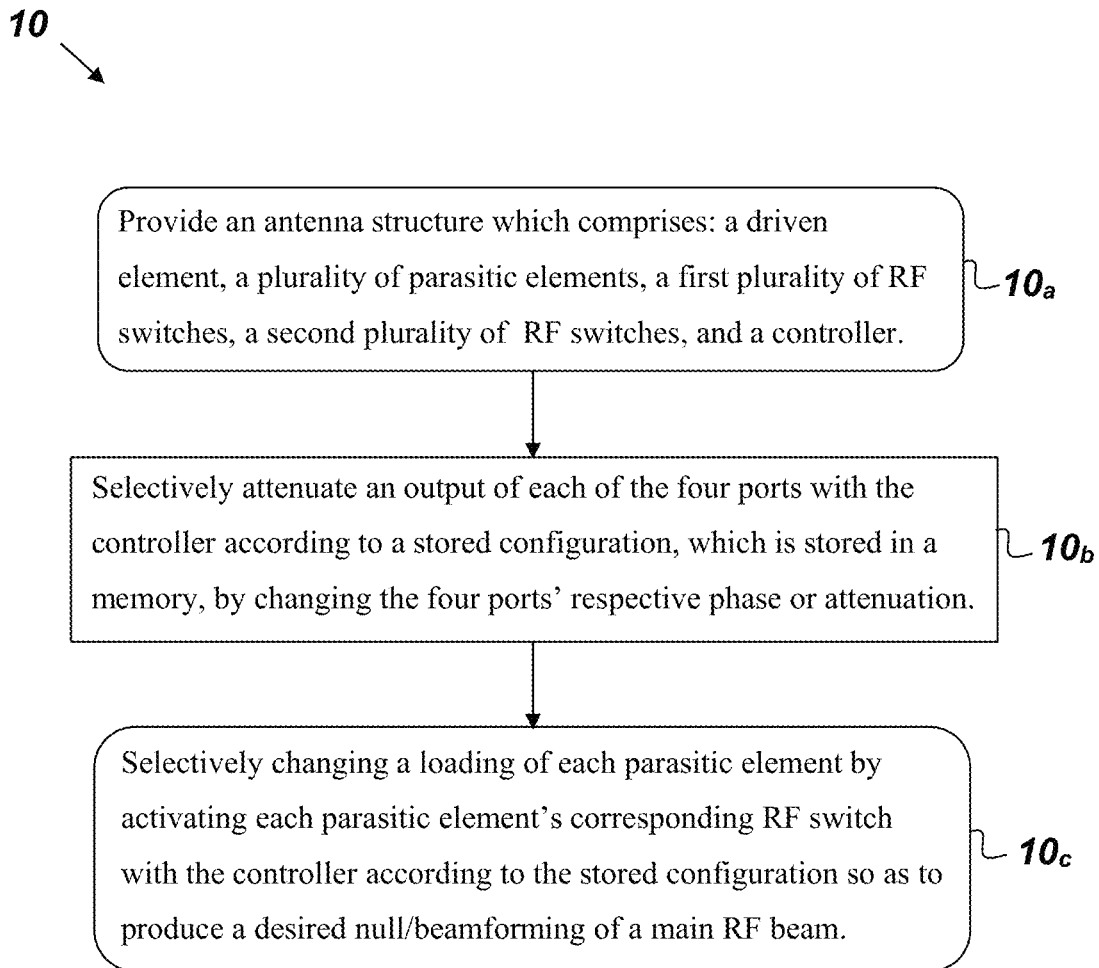 10
Provide an antenna structure which comprises: a driven
element, a plurality of parasitic elements, a first plurality of RF
switches, a second plurality of RF switches, and a controller.
10a
Selectively attenuate an output of each of the four ports with the
controller according to a stored configuration, which is stored in a
memory, by changing the four ports’ respective phase or attenuation.
10b
Selectively changing a loading of each parasitic element by
activating each parasitic element’s corresponding RF switch
with the controller according to the stored configuration so as to
produce a desired null/beamforming of a main RF beam.
10c